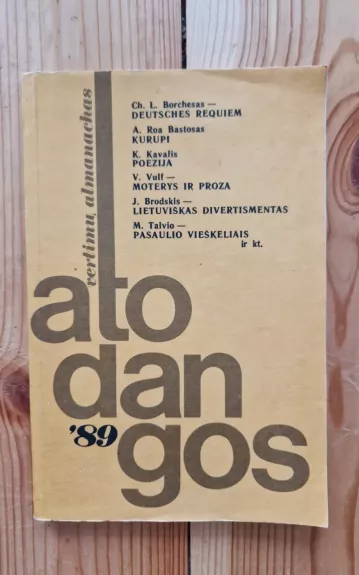 vertimų almanachas
Ch. L. Borchesas —
DEUTSCHES REQUIEM
A. Roa Bastosas
KURUPI
K. Kavafis
POEZIJA
V. Vulf —
MOTERYS IR PROZA
J. Brodskis —
LIETUVIŠKAS DIVERTISMENTAS
M. Talvio —
PASAULIO VIEŠKELIAIS
ir kt.
ato
dan
'89
gos